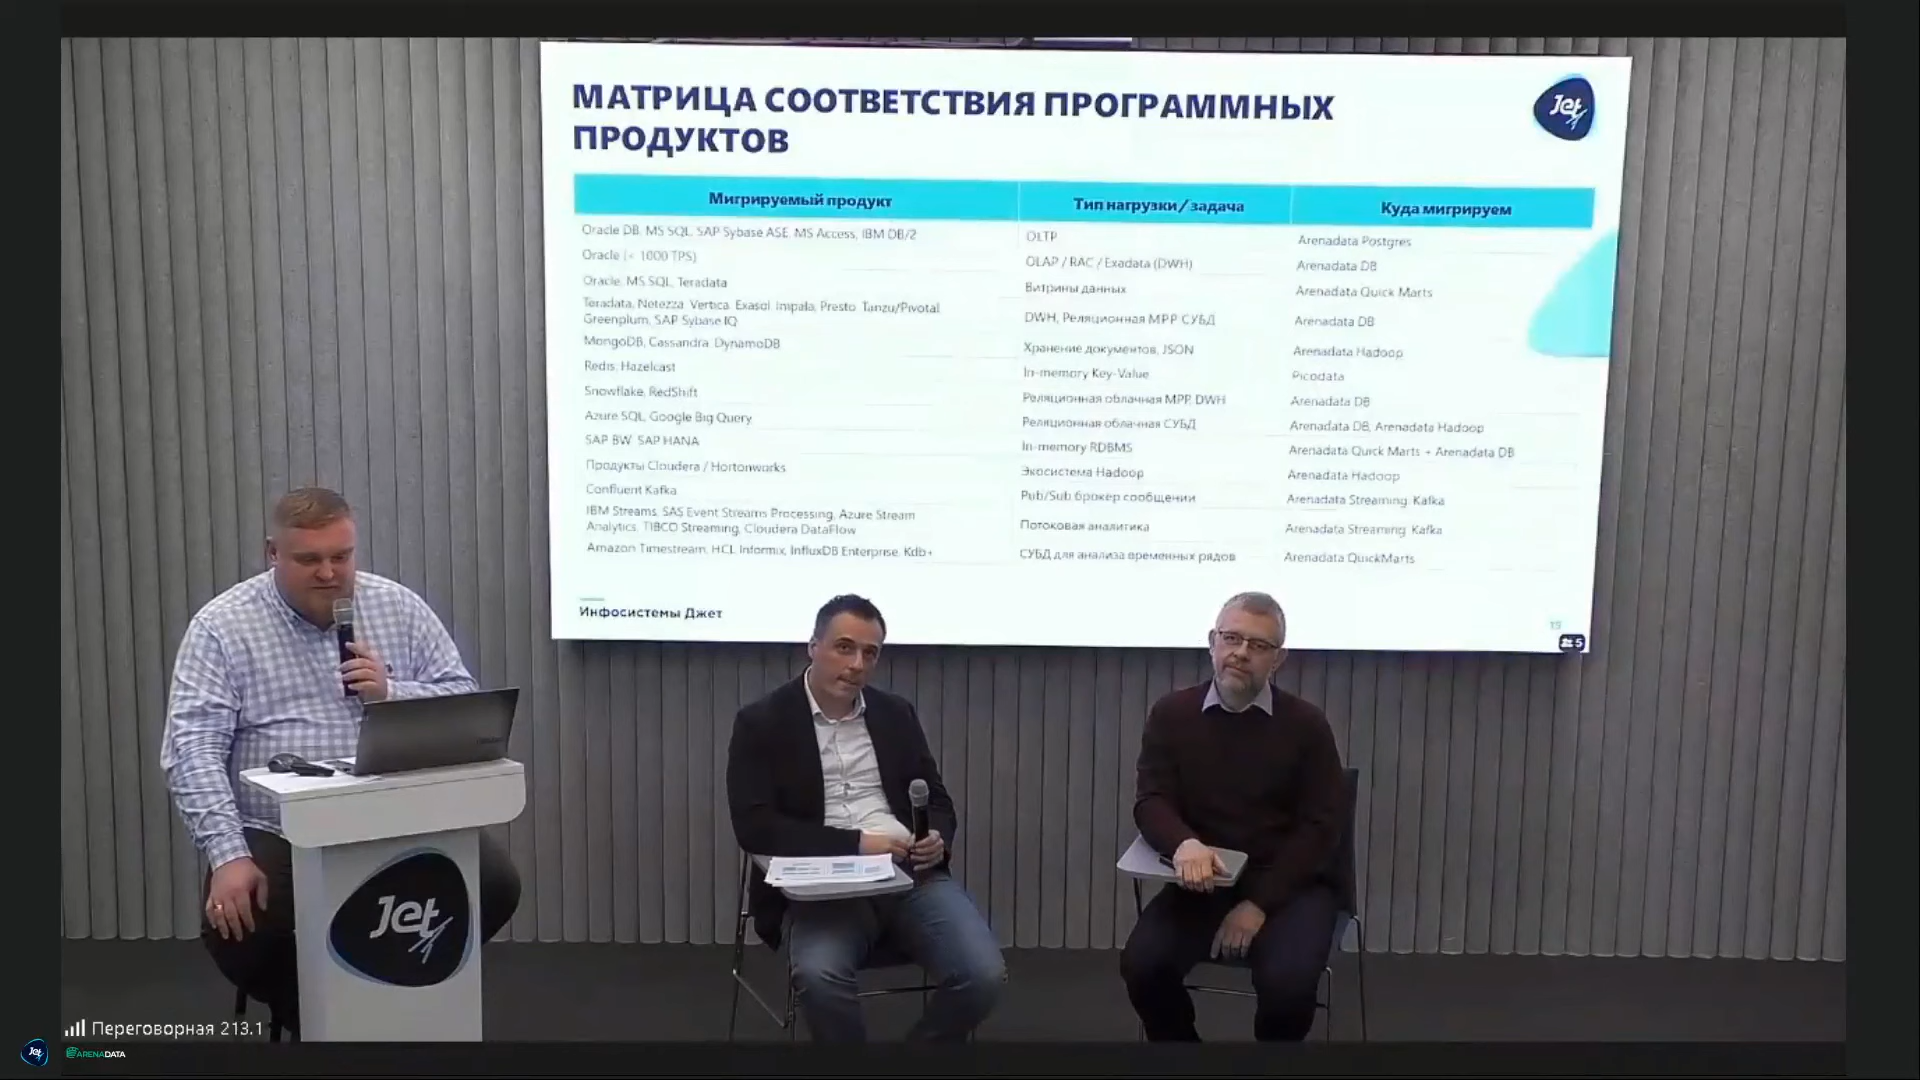 МАТРИЦА СООТВЕТСТВИЯ ПРОГРАММНЫХ
ПРОДУКТОВ
Jet
Мигрируемый продукт Тип нагрузки / задача Куда мигрируем
Oracle DB, MS SQL, SAP Sybase ASE, MS Access, IBM DB/2 OLTP Arenadata Postgres
Oracle (< 1000 TPS) OLAP / RAC / Exadata (DWH) Arenadata DB
Oracle, MS SQL, Teradata Витрины данных Arenadata Quick Marts
Teradata, Netezza, Vertica, Exasol, Impala, Presto, Tanzu/Pivotal
Greenplum, SAP Sybase IQ DWH, Реляционная MPP СУБД Arenadata DB
MongoDB, Cassandra, DynamoDB Хранение документов, JSON Arenadata Hadoop
Redis, Hazelcast In-memory Key-Value Picodata
Snowflake, RedShift Реляционная облачная MPP, DWH Arenadata DB
Azure SQL, Google Big Query Реляционная облачная СУБД Arenadata DB, Arenadata Hadoop
SAP BW, SAP HANA In-memory RDBMS Arenadata Quick Marts + Arenadata DB
Продукты Cloudera / Hortonworks Экосистема Hadoop Arenadata Hadoop
Confluent Kafka Pub/Sub брокер сообщений Arenadata Streaming, Kafka
IBM Streams, SAS Event Streams Processing, Azure Stream
Analytics, TIBCO Streaming, Cloudera DataFlow Потоковая аналитика Arenadata Streaming, Kafka
Amazon Timestream, HCL Informix, InfluxDB Enterprise, Kdb+ СУБД для анализа временных рядов Arenadata QuickMarts
Инфосистемы Джет
15
5
Jet
Переговорная 213.1
Jet ARENADATA